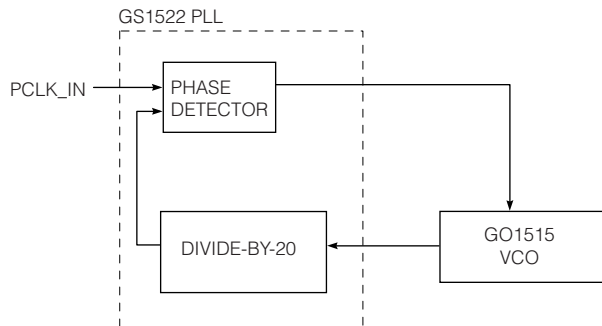 GS1522 PLL
PCLK_IN
PHASE
DETECTOR
DIVIDE-BY-20
GO1515
VCO